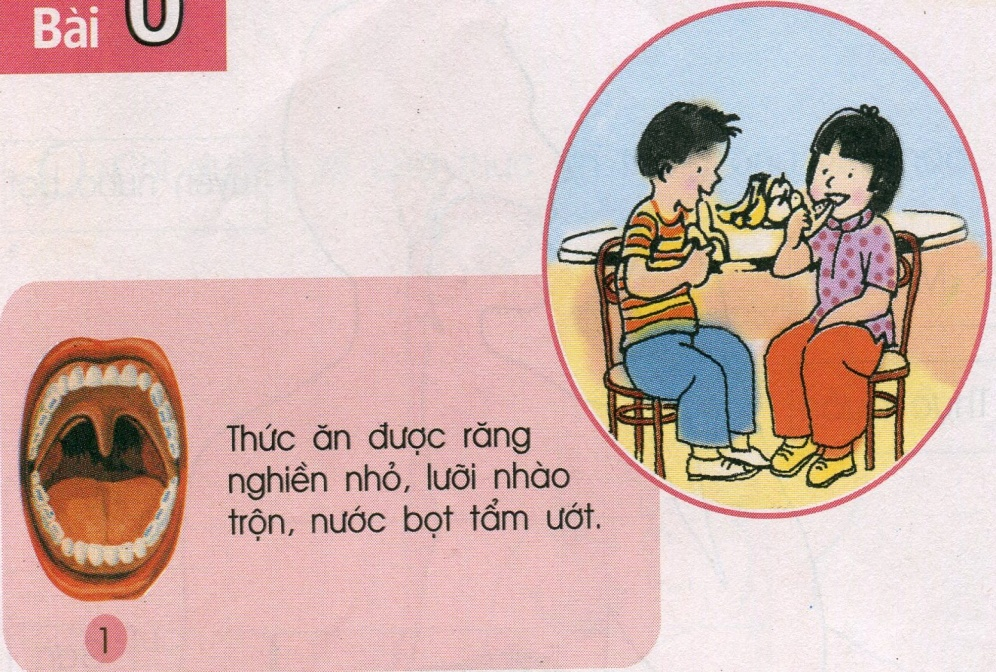 Bài
Thức ăn được răng
nghiền nhỏ, lưỡi nhào
trộn, nước bọt tẩm ướt.
1